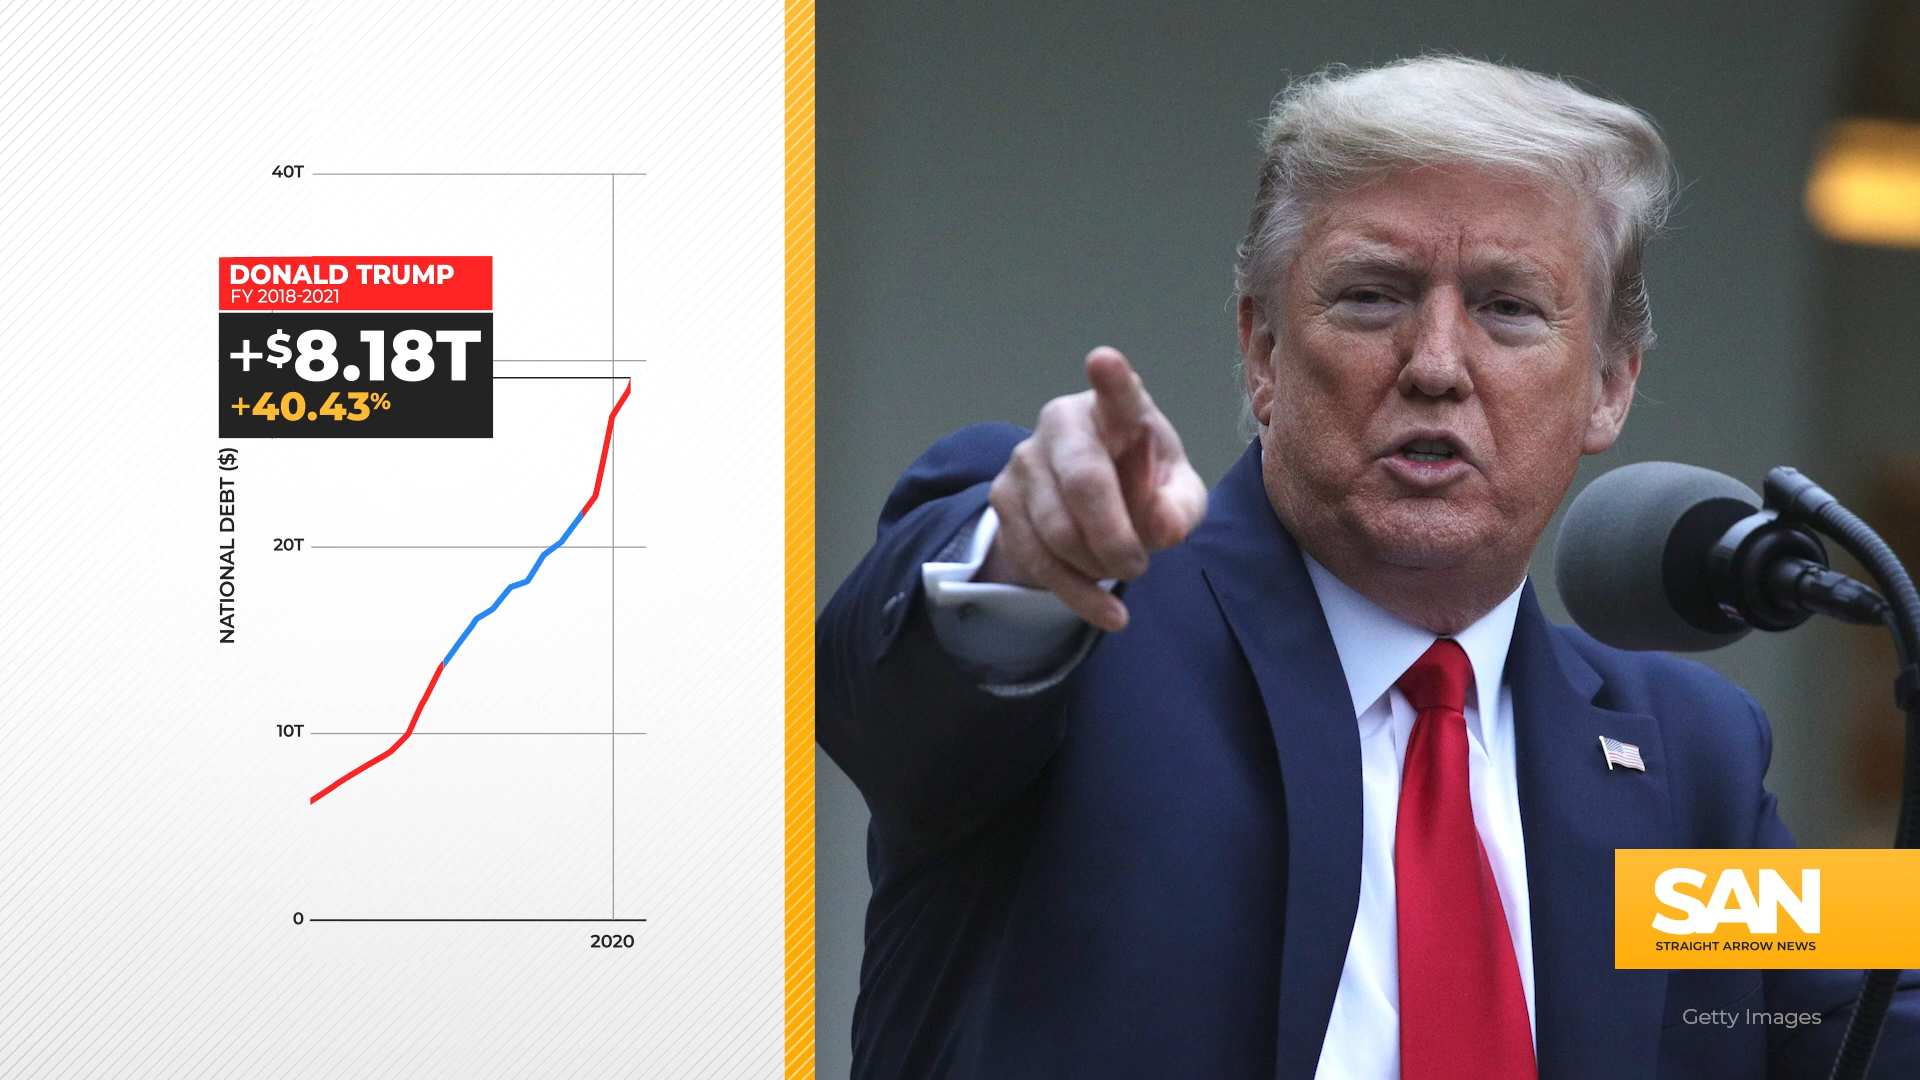 40T
DONALD TRUMP
FY 2018-2021
+$8.18T
+40.43%
NATIONAL DEBT ($)
20T
10T
0
2020
SAN
STRAIGHT ARROW NEWS
Getty Images